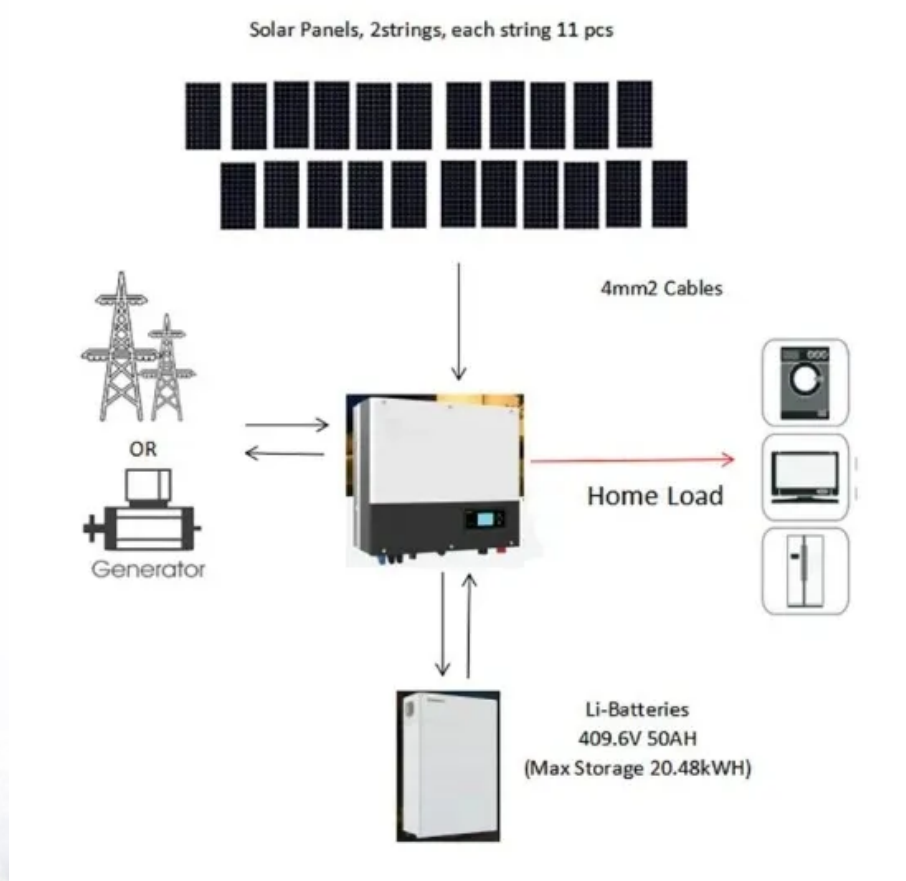 Solar Panels, 2strings, each string 11 pcs
4mm2 Cables
OR
Generator
Home Load
Li-Batteries
409.6V 50AH
(Max Storage 20.48kWH)